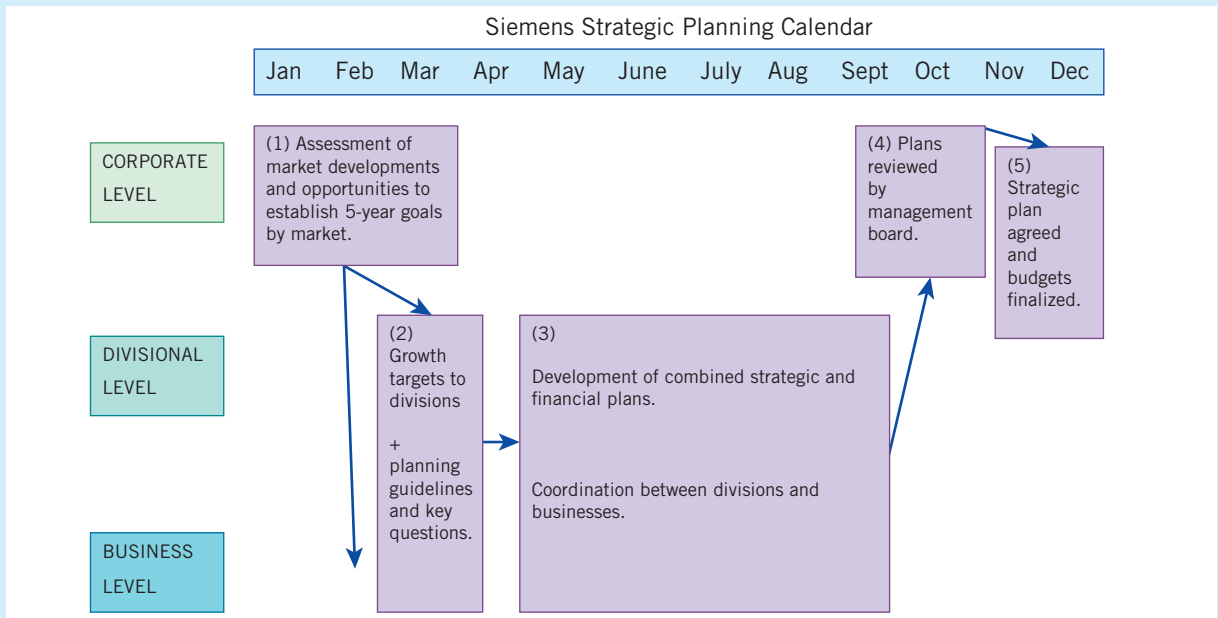 Siemens Strategic Planning Calendar
Jan Feb Mar Apr May June July Aug Sept Oct Nov Dec
CORPORATE
LEVEL
(1) Assessment of
market developments
and opportunities to
establish 5-year goals
by market.
(4) Plans
reviewed
by
management
board.
(5)
Strategic
plan
agreed
and
budgets
finalized.
DIVISIONAL
LEVEL
(2)
Growth
targets to
divisions
+
planning
guidelines
and key
questions.
(3)
Development of combined strategic and
financial plans.
Coordination between divisions and
businesses.
BUSINESS
LEVEL